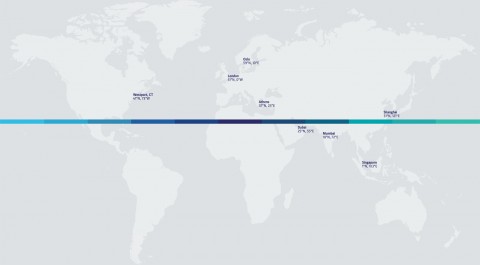 Oslo
59°N, 10°E
London
51°N, 0°W
Westport, CT
41°N, 73°W
Athens
37°N, 23°E
Shanghai
31°N, 121°E
Dubai
25°N, 55°E
Mumbai
19°N, 72°E
Singapore
1°N, 103°E